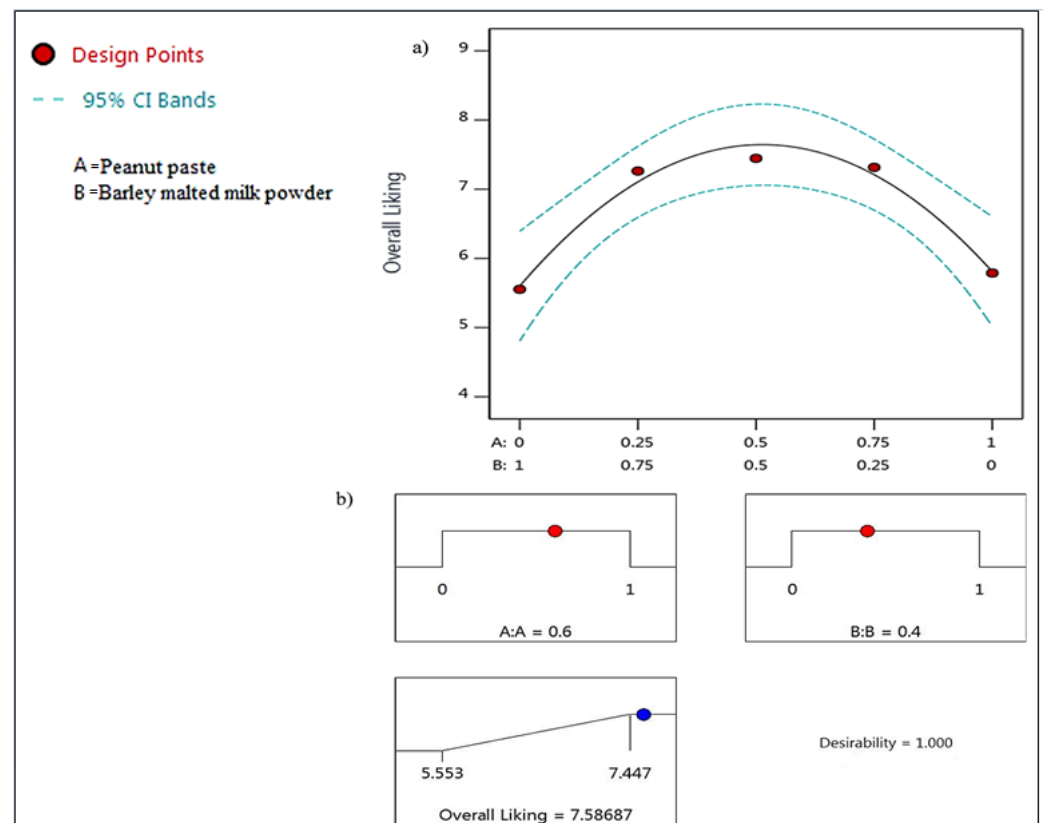 Design Points
95% CI Bands
A =Peanut paste
B =Barley malted milk powder
a)
Overall Liking
9
8
7
6
5
4
A: 0 0.25 0.5 0.75 1
B: 1 0.75 0.5 0.25 0
b)
0 1
A:A = 0.6
0 1
B:B = 0.4
5.553 7.447
Overall Liking = 7.58687
Desirability = 1.000